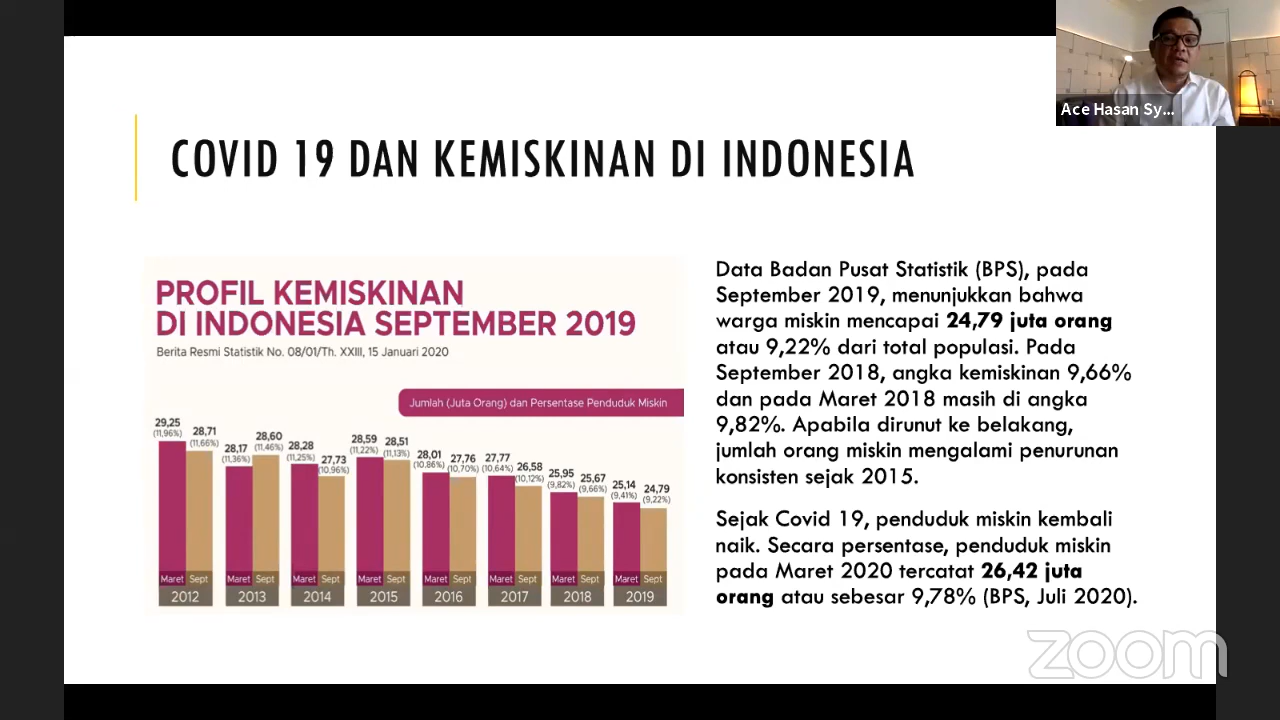 Ace Hasan Sy...
COVID 19 DAN KEMISKINAN DI INDONESIA
PROFIL KEMISKINAN
DI INDONESIA SEPTEMBER 2019
Berita Resmi Statistik No. 08/01/Th. XXIII, 15 Januari 2020
Jumlah (Juta Orang) dan Persentase Penduduk Miskin
29,25 28,71 28,17 28,60 28,28 27,73 28,59 28,51 28,01 27,76 27,77 26,58 25,95 25,67 25,14 24,79
(11,96%) (11,66%) (11,36%) (11,46%) (11,25%) (10,96%) (11,22%) (11,13%) (10,86%) (10,70%) (10,64%) (10,12%) (9,82%) (9,66%) (9,41%) (9,22%)
Maret Sept Maret Sept Maret Sept Maret Sept Maret Sept Maret Sept Maret Sept Maret Sept
2012 2013 2014 2015 2016 2017 2018 2019
Data Badan Pusat Statistik (BPS), pada
September 2019, menunjukkan bahwa
warga miskin mencapai 24,79 juta orang
atau 9,22% dari total populasi. Pada
September 2018, angka kemiskinan 9,66%
dan pada Maret 2018 masih di angka
9,82%. Apabila dirunut ke belakang,
jumlah orang miskin mengalami penurunan
konsisten sejak 2015.
Sejak Covid 19, penduduk miskin kembali
naik. Secara persentase, penduduk miskin
pada Maret 2020 tercatat 26,42 juta
orang atau sebesar 9,78% (BPS, Juli 2020).
zoom